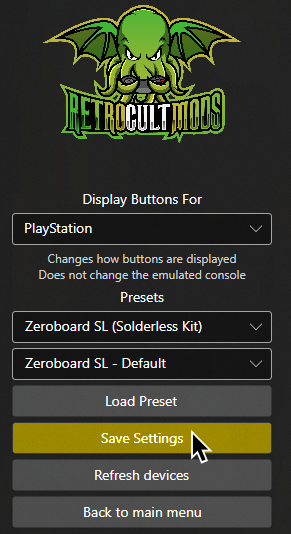 RETROCULTMODS
Display Buttons For
PlayStation
Changes how buttons are displayed
Does not change the emulated console
Presets
Zeroboard SL (Solderless Kit)
Zeroboard SL - Default
Load Preset
Save Settings
Refresh devices
Back to main menu